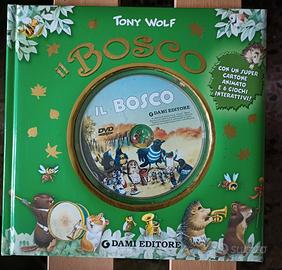 TONY WOLF
il BOSCO
CON UN SUPER
CARTONE
ANIMATO
E 6 GIOCHI
INTERATTIVI!
IL BOSCO
DAMI EDITORE
DVD
DAMI EDITORE
subito